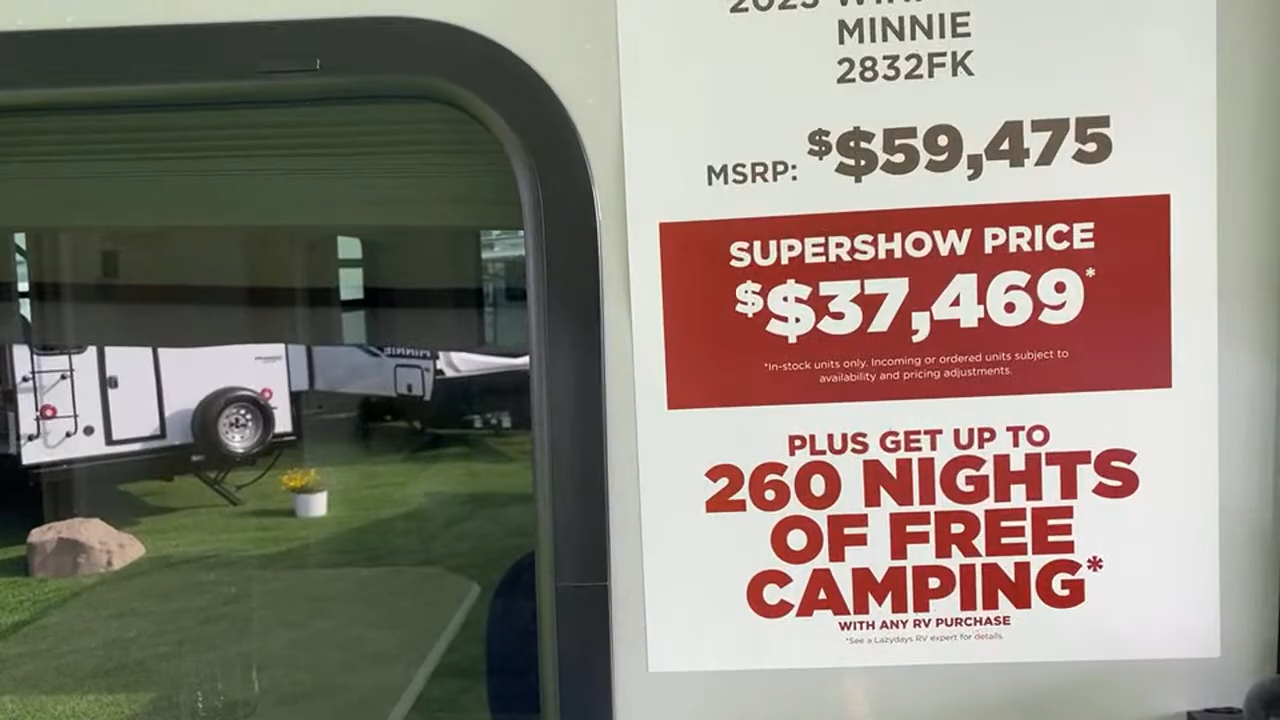 MINNIE
2832FK
MSRP: $$59,475
SUPERSHOW PRICE
$$37,469*
*In-stock units only. Incoming or ordered units subject to
availability and pricing adjustments.
PLUS GET UP TO
260 NIGHTS
OF FREE
CAMPING*
WITH ANY RV PURCHASE
*See a Lazydays RV expert for details.
MINNIE